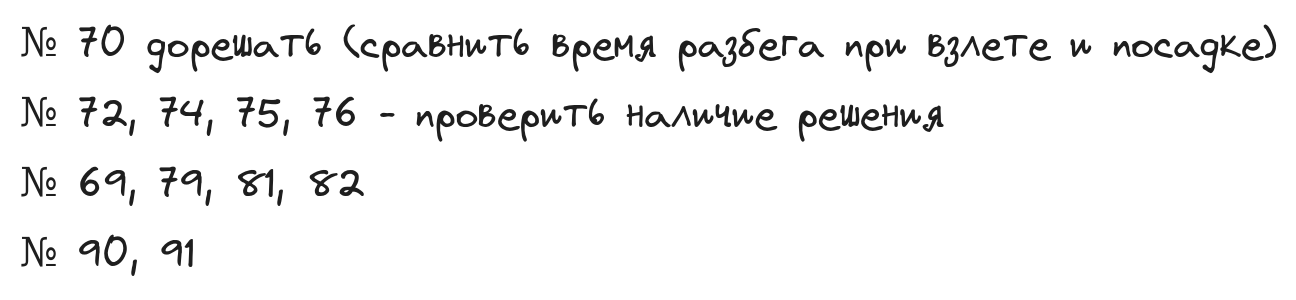 № 70 дорешать (сравнить время разбега при взлете и посадке)
№ 72, 74, 75, 76 - проверить наличие решения
№ 69, 79, 81, 82
№ 90, 91